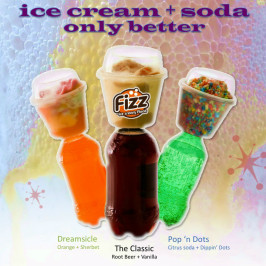 ice cream + soda
only better
Fizz
Dreamsicle
Orange + Sherbet
The Classic
Root Beer + Vanilla
Pop 'n Dots
Citrus soda + Dippin' Dots